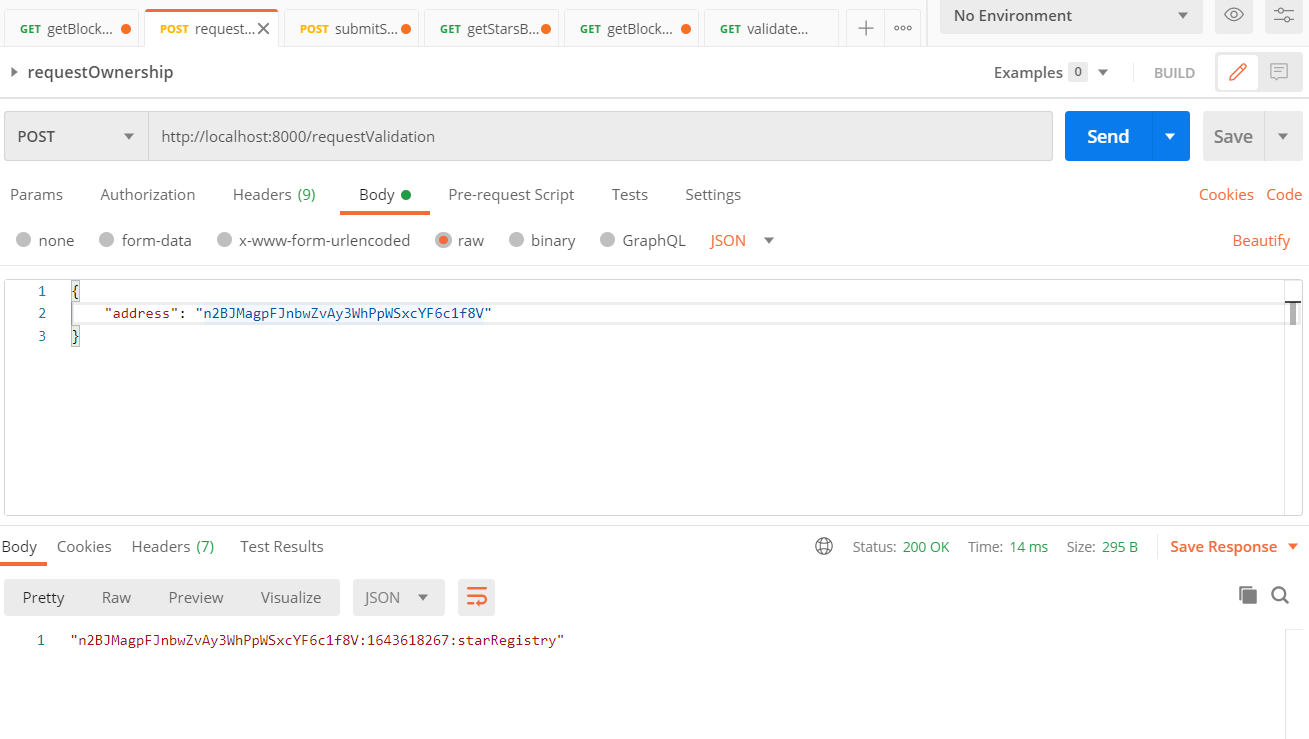 GET getBlock... POST request... POST submitS... GET getStarsB... GET getBlock... GET validate... No Environment
requestOwnership Examples 0 BUILD
POST http://localhost:8000/requestValidation Send Save
Params Authorization Headers (9) Body Pre-request Script Tests Settings Cookies Code
none form-data x-www-form-urlencoded raw binary GraphQL JSON Beautify
1 {
2 "address": "n2BJMagpFJnbwZvAy3WhPpWSxcYF6c1f8V"
3 }
Body Cookies Headers (7) Test Results Status: 200 OK Time: 14 ms Size: 295 B Save Response
Pretty Raw Preview Visualize JSON
1 "n2BJMagpFJnbwZvAy3WhPpWSxcYF6c1f8V:1643618267:starRegistry"